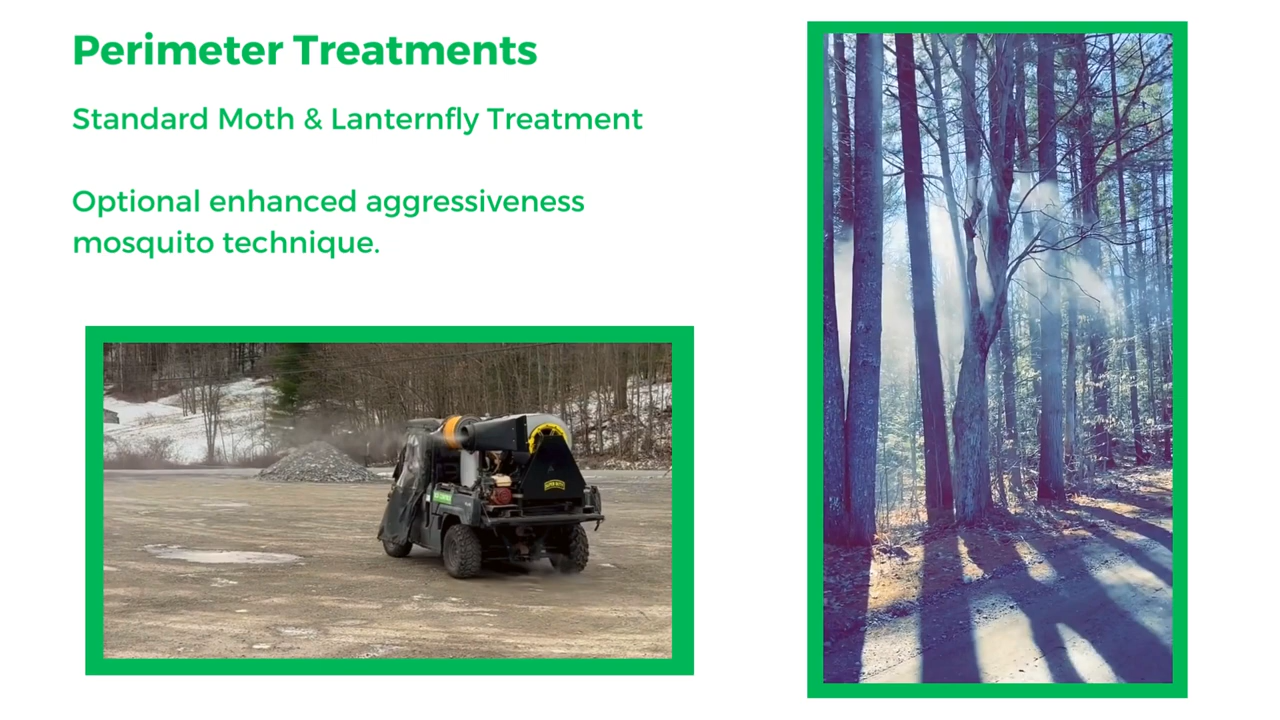 Perimeter Treatments
Standard Moth & Lanternfly Treatment
Optional enhanced aggressiveness
mosquito technique.